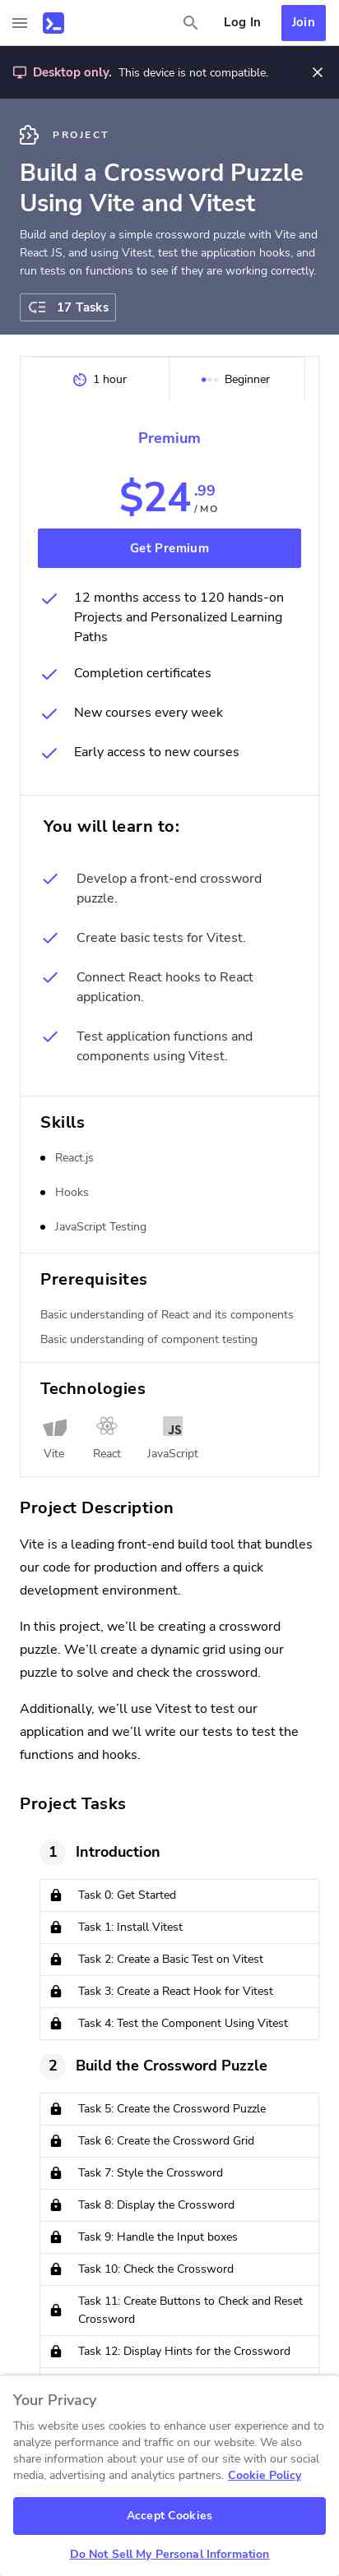 Log In
Join
Desktop only. This device is not compatible.
PROJECT
Build a Crossword Puzzle
Using Vite and Vitest
Build and deploy a simple crossword puzzle with Vite and
React JS, and using Vitest, test the application hooks, and
run tests on functions to see if they are working correctly.
17 Tasks
1 hour
Beginner
Premium
$24.99
/ MO
Get Premium
12 months access to 120 hands-on
Projects and Personalized Learning
Paths
Completion certificates
New courses every week
Early access to new courses
You will learn to:
Develop a front-end crossword
puzzle.
Create basic tests for Vitest.
Connect React hooks to React
application.
Test application functions and
components using Vitest.
Skills
React.js
Hooks
JavaScript Testing
Prerequisites
Basic understanding of React and its components
Basic understanding of component testing
Technologies
JS
Vite
React
JavaScript
Project Description
Vite is a leading front-end build tool that bundles
our code for production and offers a quick
development environment.
In this project, we’ll be creating a crossword
puzzle. We’ll create a dynamic grid using our
puzzle to solve and check the crossword.
Additionally, we’ll use Vitest to test our
application and we’ll write our tests to test the
functions and hooks.
Project Tasks
1 Introduction
Task 0: Get Started
Task 1: Install Vitest
Task 2: Create a Basic Test on Vitest
Task 3: Create a React Hook for Vitest
Task 4: Test the Component Using Vitest
2 Build the Crossword Puzzle
Task 5: Create the Crossword Puzzle
Task 6: Create the Crossword Grid
Task 7: Style the Crossword
Task 8: Display the Crossword
Task 9: Handle the Input boxes
Task 10: Check the Crossword
Task 11: Create Buttons to Check and Reset
Crossword
Task 12: Display Hints for the Crossword
Your Privacy
This website uses cookies to enhance user experience and to
analyze performance and traffic on our website. We also
share information about your use of our site with our social
media, advertising and analytics partners. Cookie Policy
Accept Cookies
Do Not Sell My Personal Information